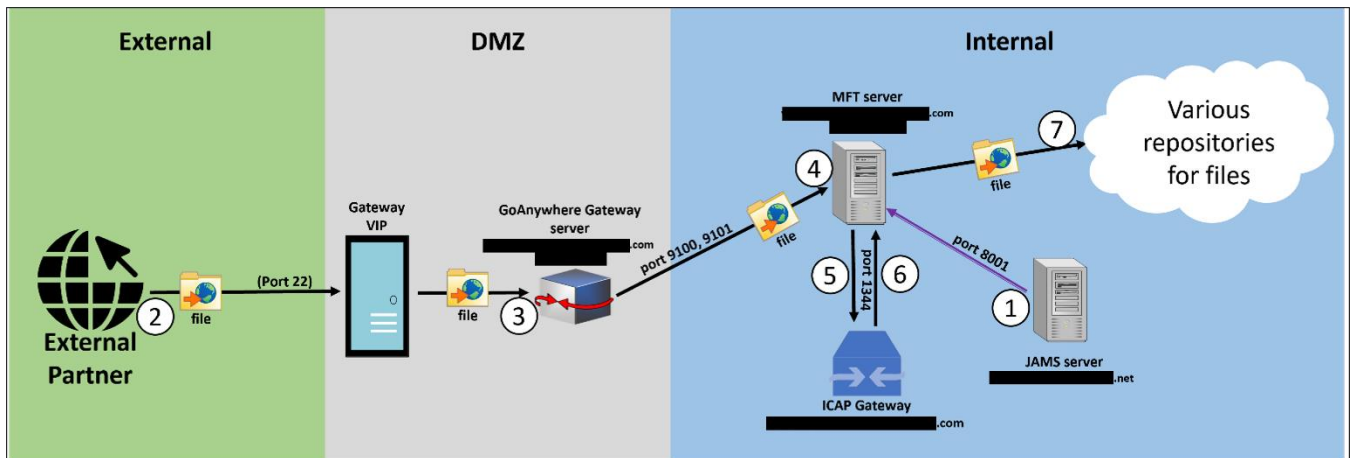 External
DMZ
Internal
MFT server
.com
Various
repositories
for files
7
file
4
Gateway
VIP
GoAnywhere Gateway
server
.com
port 9100, 9101
file
port 8001
5
port 1344
6
1
(Port 22)
2
file
External
Partner
file
3
JAMS server
.net
ICAP Gateway
.com